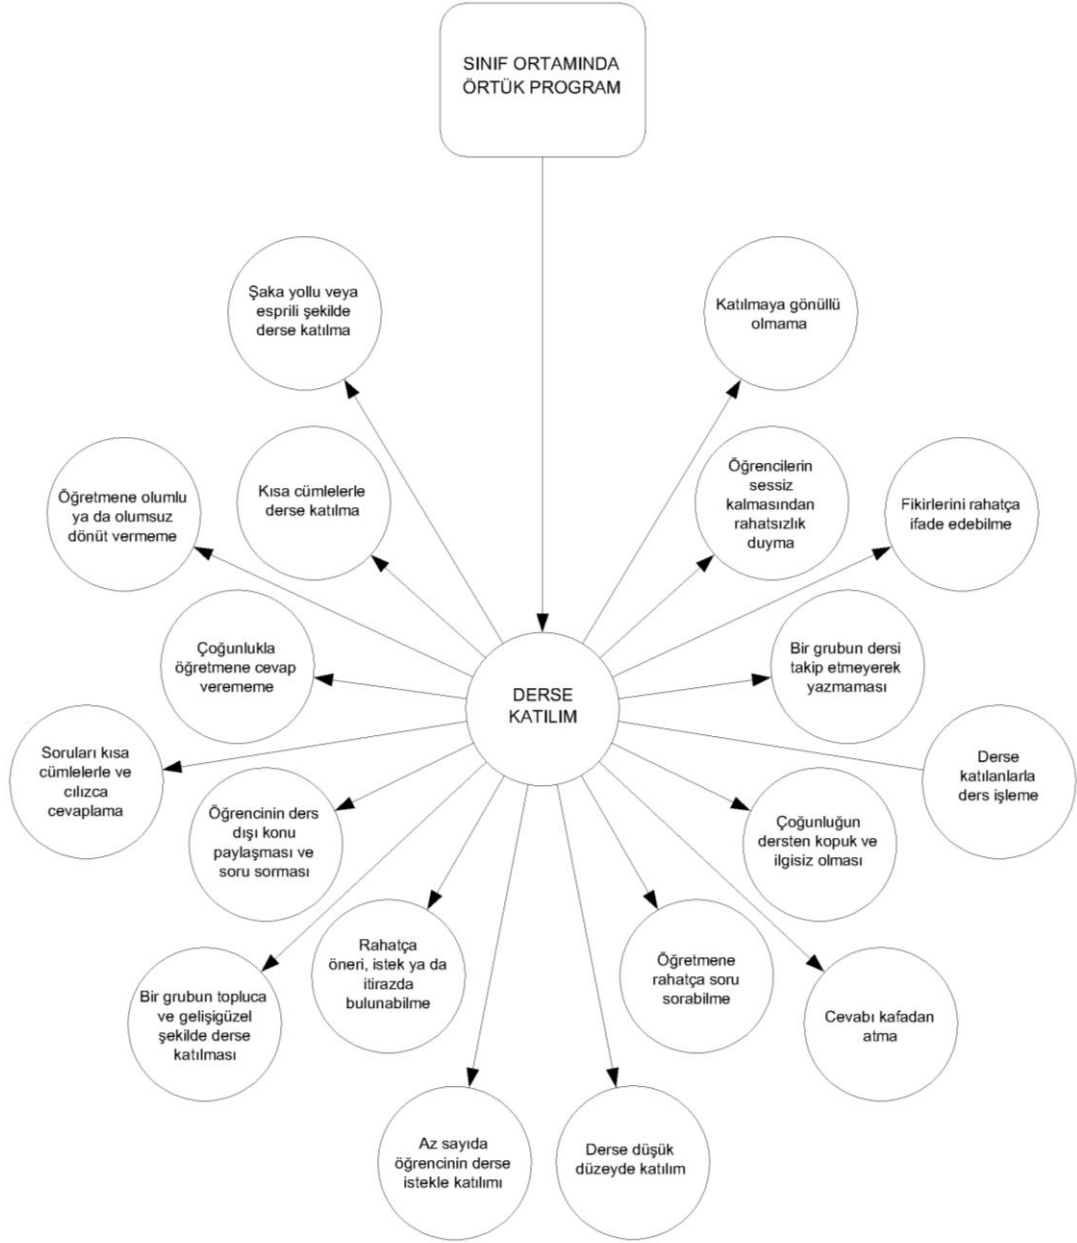 SINIF ORTAMINDA
ÖRTÜK PROGRAM
Şaka yollu veya
esprili şekilde
derse katılma
Katılmaya gönüllü
olmama
Öğretmene olumlu
ya da olumsuz
dönüt vermeme
Kısa cümlelerle
derse katılma
Öğrencilerin
sessiz
kalmasından
rahatsızlık
duyma
Fikirlerini rahatça
ifade edebilme
Çoğunlukla
öğretmene cevap
verememe
DERSE
KATILIM
Bir grubun dersi
takip etmeyerek
yazmaması
Soruları kısa
cümlelerle ve
cılızca
cevaplama
Derse
katılanlarla
ders işleme
Öğrencinin ders
dışı konu
paylaşması ve
soru sorması
Çoğunluğun
dersten kopuk ve
ilgisiz olması
Rahatça
öneri, istek ya da
itirazda
bulunabilme
Öğretmene
rahatça soru
sorabilme
Bir grubun topluca
ve gelişigüzel
şekilde derse
katılması
Cevabı kafadan
atma
Az sayıda
öğrencinin derse
istekle katılımı
Derse düşük
düzeyde katılım